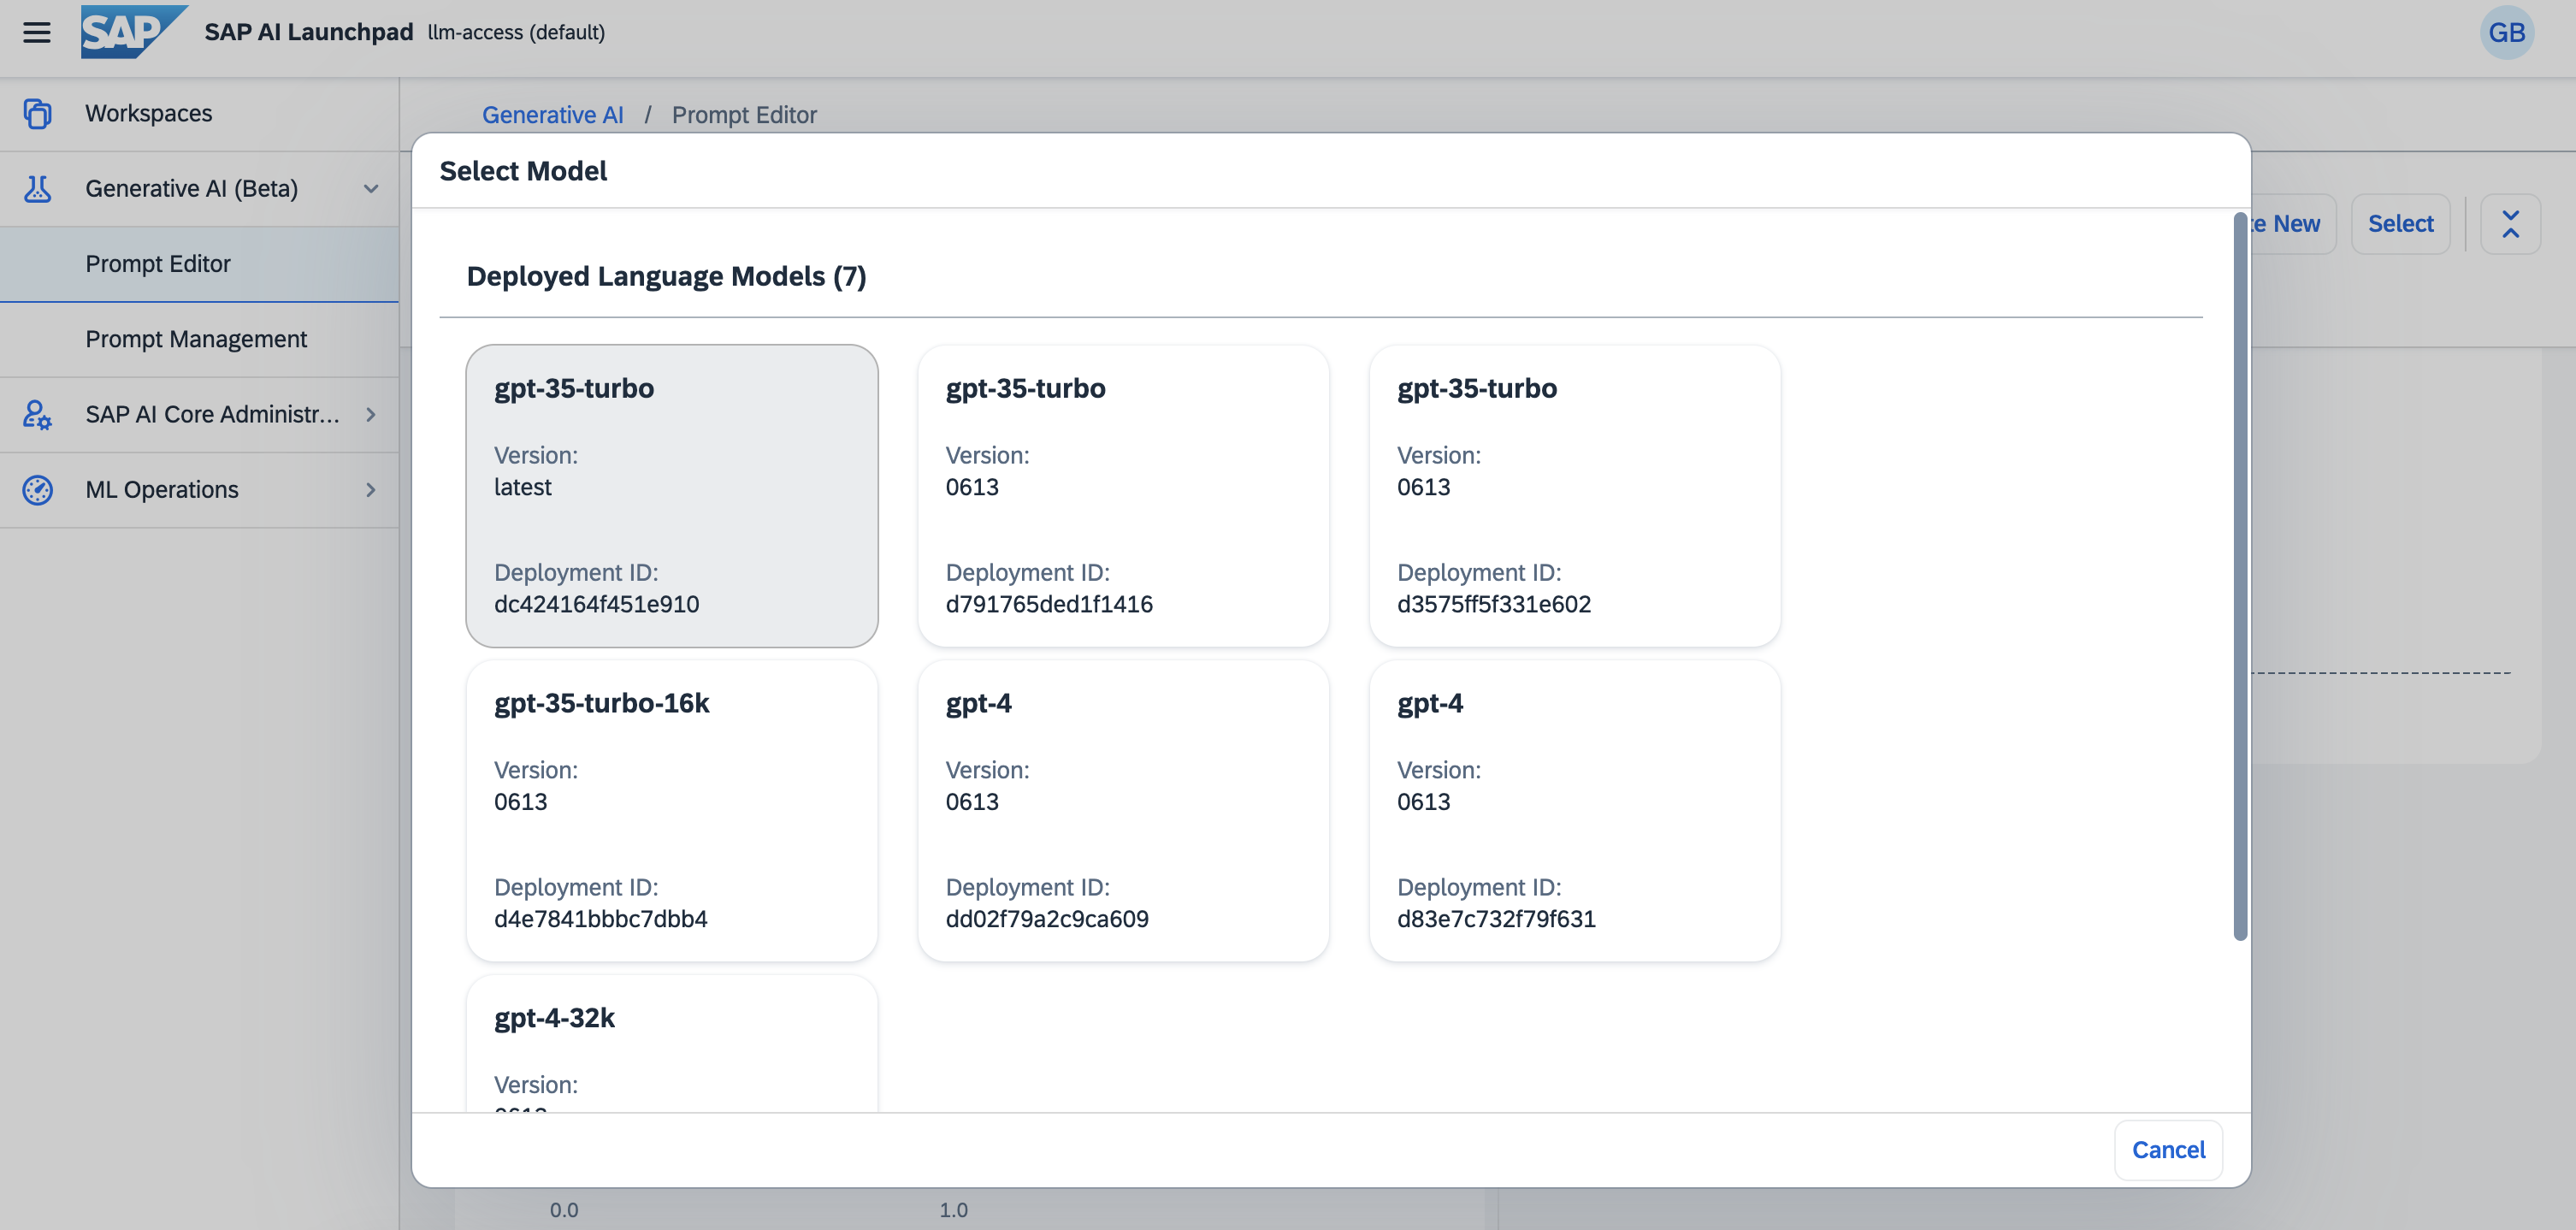 SAP SAP AI Launchpad llm-access (default) GB
Workspaces
Generative AI (Beta)
Prompt Editor
Prompt Management
SAP AI Core Administr...
ML Operations
Generative AI / Prompt Editor
te New Select
Select Model
Deployed Language Models (7)
gpt-35-turbo
Version:
latest
Deployment ID:
dc424164f451e910
gpt-35-turbo
Version:
0613
Deployment ID:
d791765ded1f1416
gpt-35-turbo
Version:
0613
Deployment ID:
d3575ff5f331e602
gpt-35-turbo-16k
Version:
0613
Deployment ID:
d4e7841bbbc7dbb4
gpt-4
Version:
0613
Deployment ID:
dd02f79a2c9ca609
gpt-4
Version:
0613
Deployment ID:
d83e7c732f79f631
gpt-4-32k
Version:
Cancel
0.0 1.0